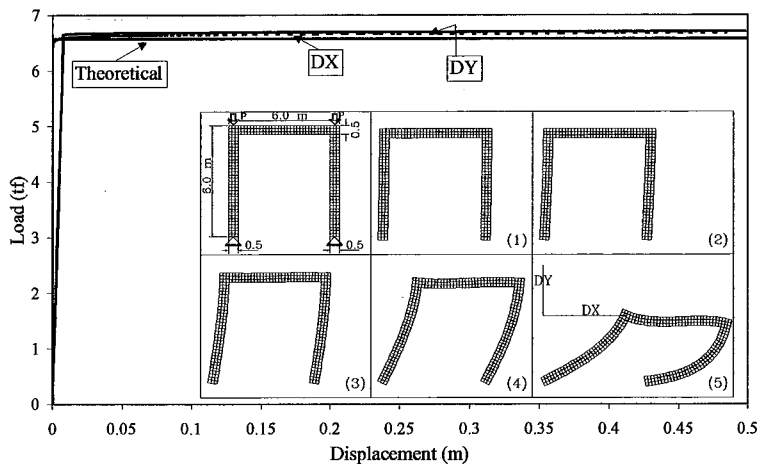 7
6
5
4
3
2
1
0
Load (tf)
Theoretical
DX
DY
P
6.0 m
P
0.5
6.0 m
0.5
0.5
(1)
(2)
(3)
(4)
DY
DX
(5)
0 0.05 0.1 0.15 0.2 0.25 0.3 0.35 0.4 0.45 0.5
Displacement (m)